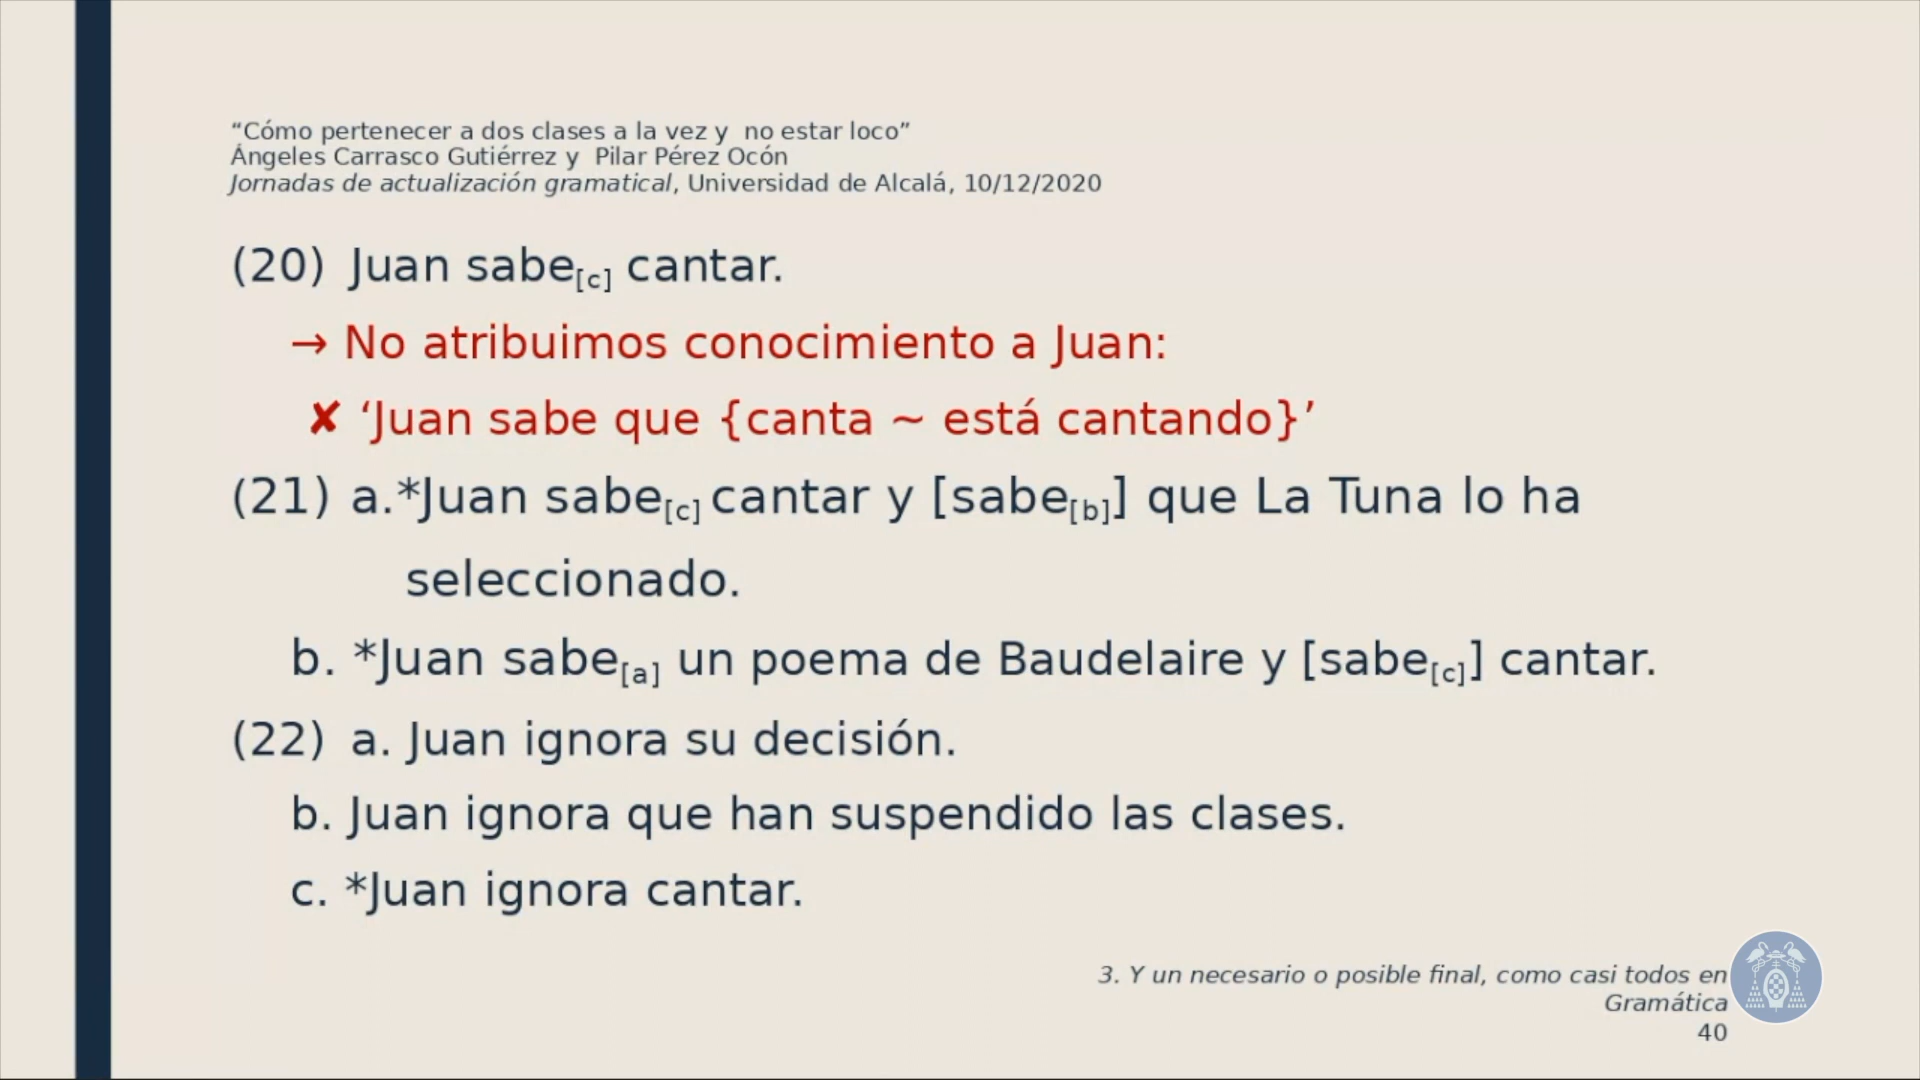 “Cómo pertenecer a dos clases a la vez y  no estar loco”
Ángeles Carrasco Gutiérrez y  Pilar Pérez Ocón
Jornadas de actualización gramatical, Universidad de Alcalá, 10/12/2020
(20) Juan sabe[c] cantar.
→ No atribuimos conocimiento a Juan:
✘ ‘Juan sabe que {canta ~ está cantando}’
(21) a.*Juan sabe[c] cantar y [sabe[b]] que La Tuna lo ha
seleccionado.
b. *Juan sabe[a] un poema de Baudelaire y [sabe[c]] cantar.
(22) a. Juan ignora su decisión.
b. Juan ignora que han suspendido las clases.
c. *Juan ignora cantar.
3. Y un necesario o posible final, como casi todos en
Gramática
40